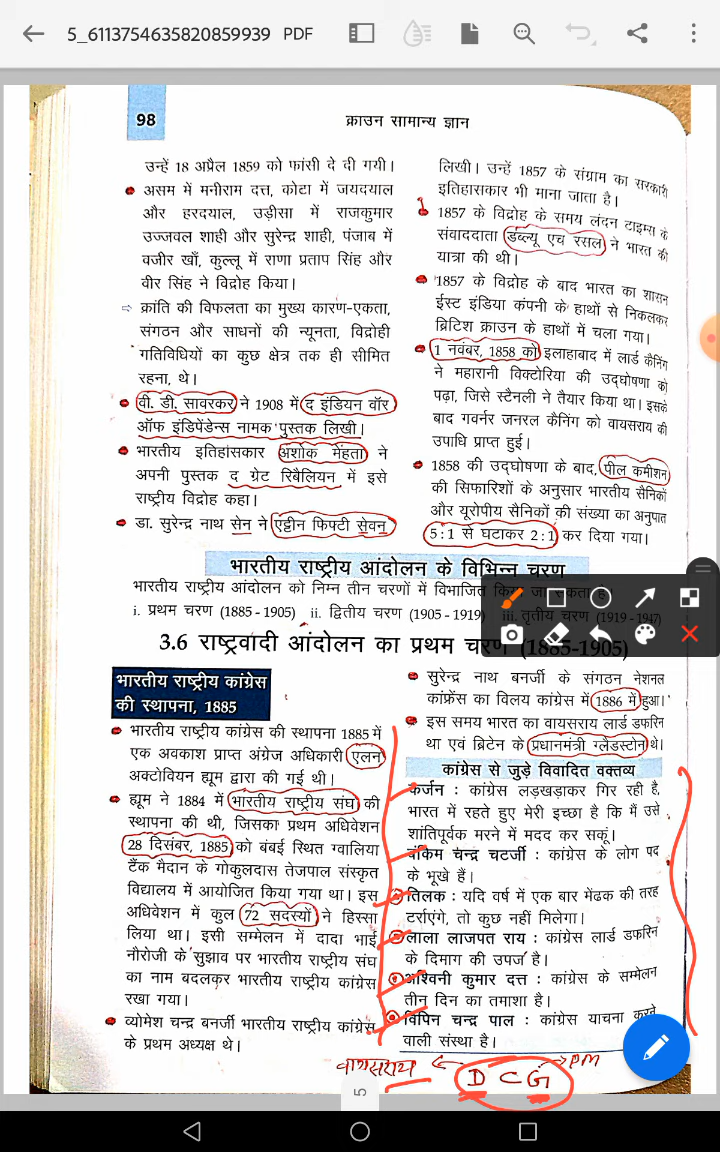 5_6113754635820859939 PDF
98
क्राउन सामान्य ज्ञान
उन्हें 18 अप्रैल 1859 को फांसी दे दी गयी।
असम में मनीराम दत्त, कोटा में जयदयाल
और हरदयाल, उड़ीसा में राजकुमार
उज्जवल शाही और सुरेन्द्र शाही, पंजाब में
वजीर खाँ, कुल्लू में राणा प्रताप सिंह और
वीर सिंह ने विद्रोह किया।
⇨ क्रांति की विफलता का मुख्य कारण-एकता,
संगठन और साधनों की न्यूनता, विद्रोही
गतिविधियों का कुछ क्षेत्र तक ही सीमित
रहना, थे।
वी. डी. सावरकर ने 1908 में द इंडियन वॉर
ऑफ इंडिपेंडेन्स नामक पुस्तक लिखी।
भारतीय इतिहासकार अशोक मेंहता ने
अपनी पुस्तक द ग्रेट रिबैलियन में इसे
राष्ट्रीय विद्रोह कहा।
डा. सुरेन्द्र नाथ सेन ने एट्टीन फिफ्टी सेवन
लिखी। उन्हें 1857 के संग्राम का सरकारी
इतिहासकार भी माना जाता है।
1857 के विद्रोह के समय लंदन टाइम्स के
संवाददाता डब्ल्यू एच रसल ने भारत की
यात्रा की थी।
1857 के विद्रोह के बाद भारत का शासन
ईस्ट इंडिया कंपनी के हाथों से निकलकर
ब्रिटिश क्राउन के हाथों में चला गया।
1 नवंबर, 1858 को इलाहाबाद में लार्ड कैनिंग
ने महारानी विक्टोरिया की उद्घोषणा को
पढ़ा, जिसे स्टैनली ने तैयार किया था। इसके
बाद गवर्नर जनरल कैनिंग को वायसराय की
उपाधि प्राप्त हुई।
1858 की उद्घोषणा के बाद, पील कमीशन
की सिफारिशों के अनुसार भारतीय सैनिकों
और यूरोपीय सैनिकों की संख्या का अनुपात
5:1 से घटाकर 2:1 कर दिया गया।
भारतीय राष्ट्रीय आंदोलन के विभिन्न चरण
भारतीय राष्ट्रीय आंदोलन को निम्न तीन चरणों में विभाजित किया जा सकता है
i. प्रथम चरण (1885-1905) ii. द्वितीय चरण (1905-1919) iii. तृतीय चरण (1919-1947)
3.6 राष्ट्रवादी आंदोलन का प्रथम चरण (1885-1905)
भारतीय राष्ट्रीय कांग्रेस
की स्थापना, 1885
भारतीय राष्ट्रीय कांग्रेस की स्थापना 1885 में
एक अवकाश प्राप्त अंग्रेज अधिकारी एलन
अक्टोवियन ह्यूम द्वारा की गई थी।
ह्यूम ने 1884 में भारतीय राष्ट्रीय संघ की
स्थापना की थी, जिसका प्रथम अधिवेशन
28 दिसंबर, 1885 को बंबई स्थित ग्वालिया
टैंक मैदान के गोकुलदास तेजपाल संस्कृत
विद्यालय में आयोजित किया गया था। इस
अधिवेशन में कुल 72 सदस्यों ने हिस्सा
लिया था। इसी सम्मेलन में दादा भाई
नौरोजी के सुझाव पर भारतीय राष्ट्रीय संघ
का नाम बदलकर भारतीय राष्ट्रीय कांग्रेस
रखा गया।
व्योमेश चन्द्र बनर्जी भारतीय राष्ट्रीय कांग्रेस
के प्रथम अध्यक्ष थे।
सुरेन्द्र नाथ बनर्जी के संगठन नेशनल
कांफ्रेंस का विलय कांग्रेस में 1886 में हुआ।
इस समय भारत का वायसराय लार्ड डफरिन
था एवं ब्रिटेन के प्रधानमंत्री ग्लैडस्टोन थे।
कांग्रेस से जुड़े विवादित वक्तव्य
कर्जन : कांग्रेस लड़खड़ाकर गिर रही है,
भारत में रहते हुए मेरी इच्छा है कि मैं उसे
शांतिपूर्वक मरने में मदद कर सकूं।
बंकिम चन्द्र चटर्जी : कांग्रेस के लोग पद
के भूखे हैं।
तिलक : यदि वर्ष में एक बार मेंढक की तरह
टर्राएंगे, तो कुछ नहीं मिलेगा।
लाला लाजपत राय : कांग्रेस लार्ड डफरिन
के दिमाग की उपज है।
अश्विनी कुमार दत्त : कांग्रेस के सम्मेलन
तीन दिन का तमाशा है।
विपिन चन्द्र पाल : कांग्रेस याचना करने
वाली संस्था है।
वायसराय ← D C G → PM
5